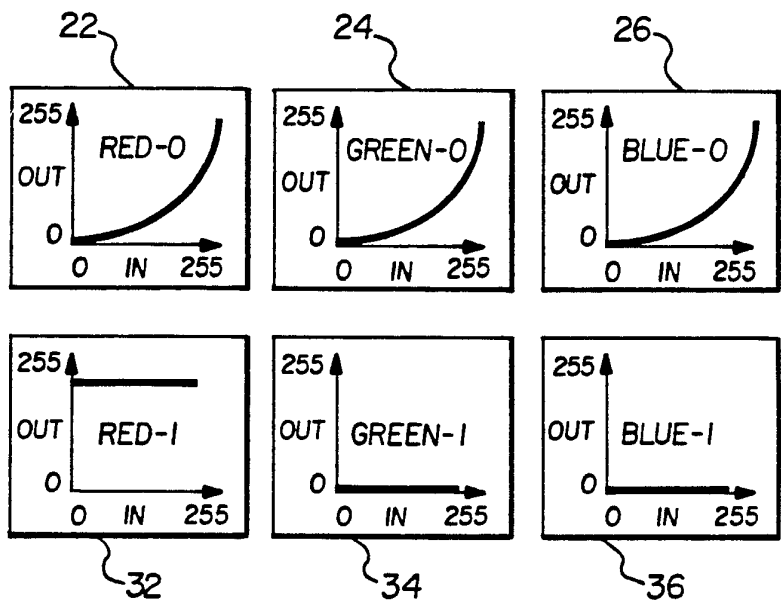 22 24 26
255 RED-0 OUT 0 0 IN 255
255 GREEN-0 OUT 0 0 IN 255
255 BLUE-0 OUT 0 0 IN 255
255 OUT RED-1 0 0 IN 255
255 OUT GREEN-1 0 0 IN 255
255 OUT BLUE-1 0 0 IN 255
32 34 36